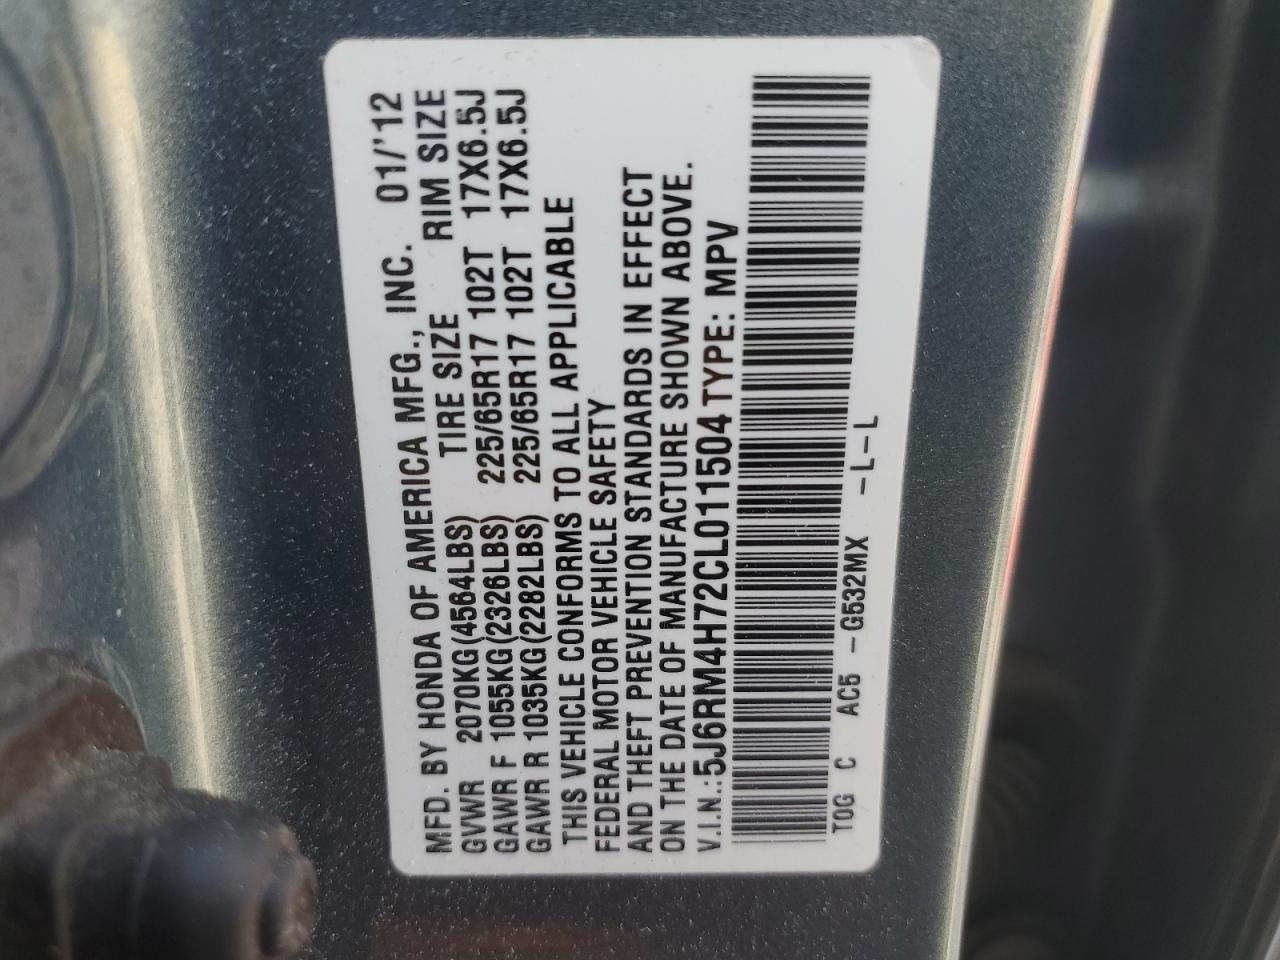 MFD. BY HONDA OF AMERICA MFG., INC. 01/'12
TIRE SIZE RIM SIZE
GVWR 2070KG(4564LBS)
GAWR F 1055KG(2326LBS) 225/65R17 102T 17X6.5J
GAWR R 1035KG(2282LBS) 225/65R17 102T 17X6.5J
THIS VEHICLE CONFORMS TO ALL APPLICABLE
FEDERAL MOTOR VEHICLE SAFETY
AND THEFT PREVENTION STANDARDS IN EFFECT
ON THE DATE OF MANUFACTURE SHOWN ABOVE.
V.I.N.:5J6RM4H72CL011504 TYPE: MPV
TOG C AC5 -G532MX -L-L